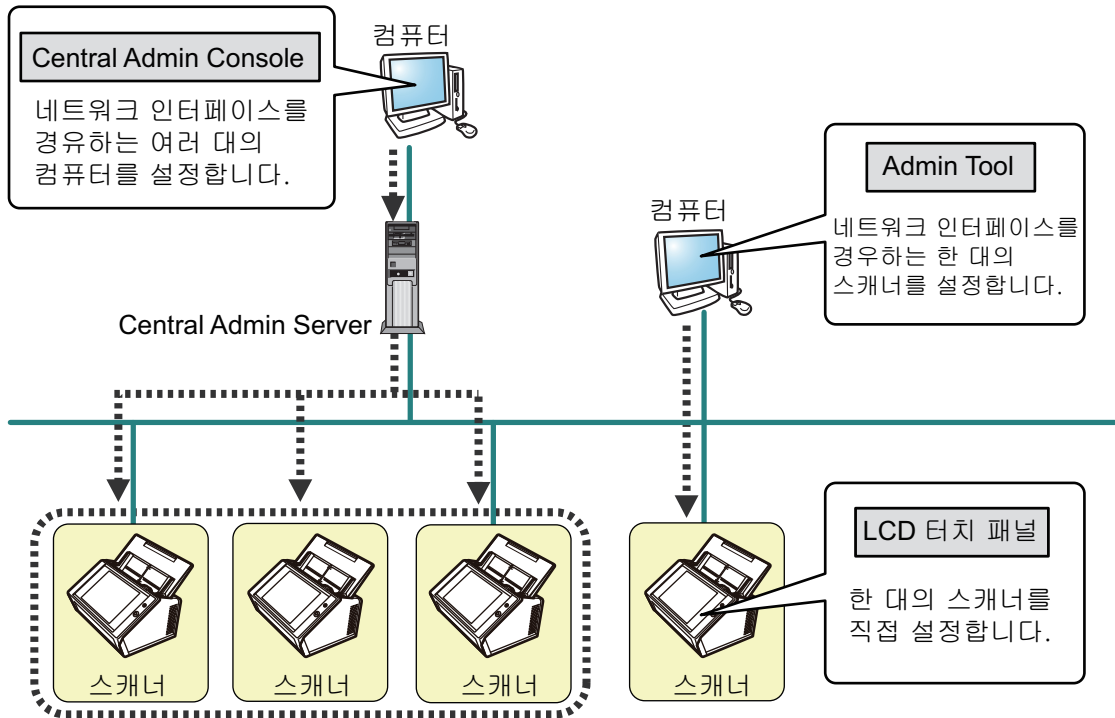 컴퓨터
Central Admin Console
네트워크 인터페이스를
경유하는 여러 대의
컴퓨터를 설정합니다.
Central Admin Server
컴퓨터
Admin Tool
네트워크 인터페이스를
경우하는 한 대의
스캐너를 설정합니다.
LCD 터치 패널
한 대의 스캐너를
직접 설정합니다.
스캐너
스캐너
스캐너
스캐너